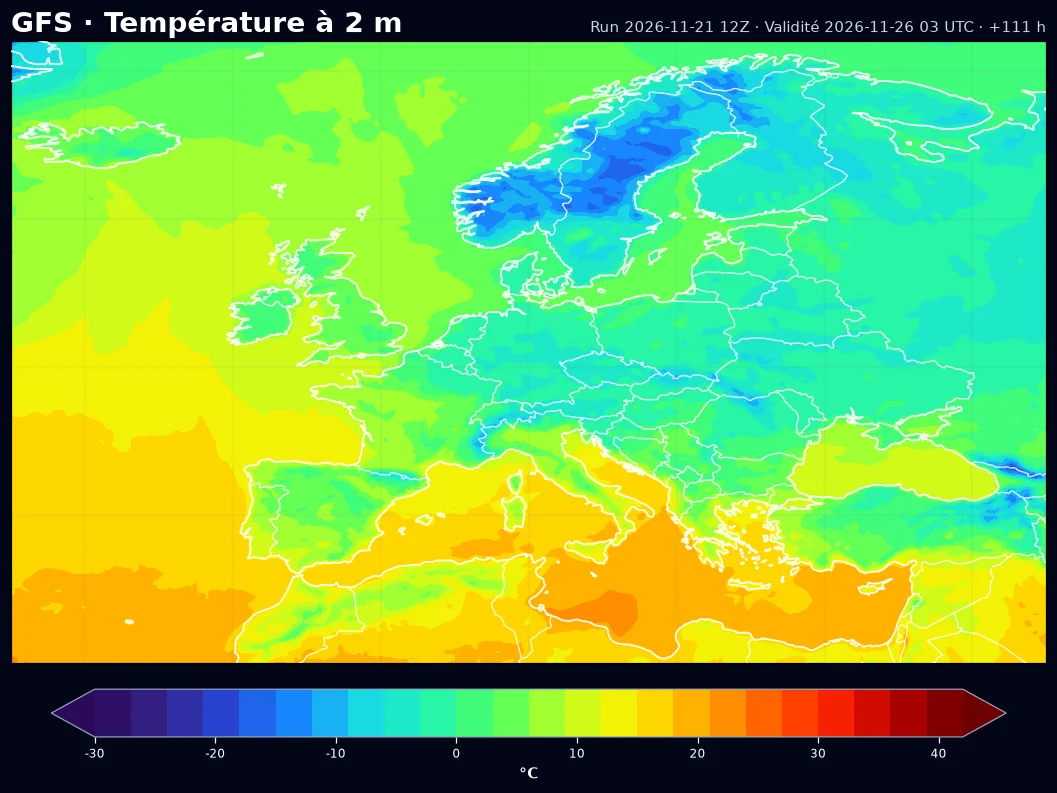 GFS · Température à 2 m
Run 2026-11-21 12Z · Validité 2026-11-26 03 UTC · +111 h
-30 -20 -10 0 10 20 30 40
°C